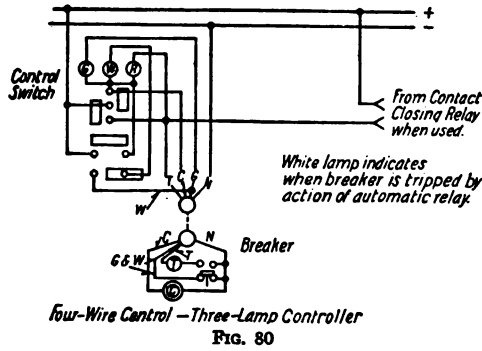 +
−
G W R
Control
Switch
From Contact
Closing Relay
when used.
T C G N
White lamp indicates
when breaker is tripped by
action of automatic relay.
W
C N
Breaker
T
G & W
T
Four-Wire Control — Three-Lamp Controller
FIG. 80